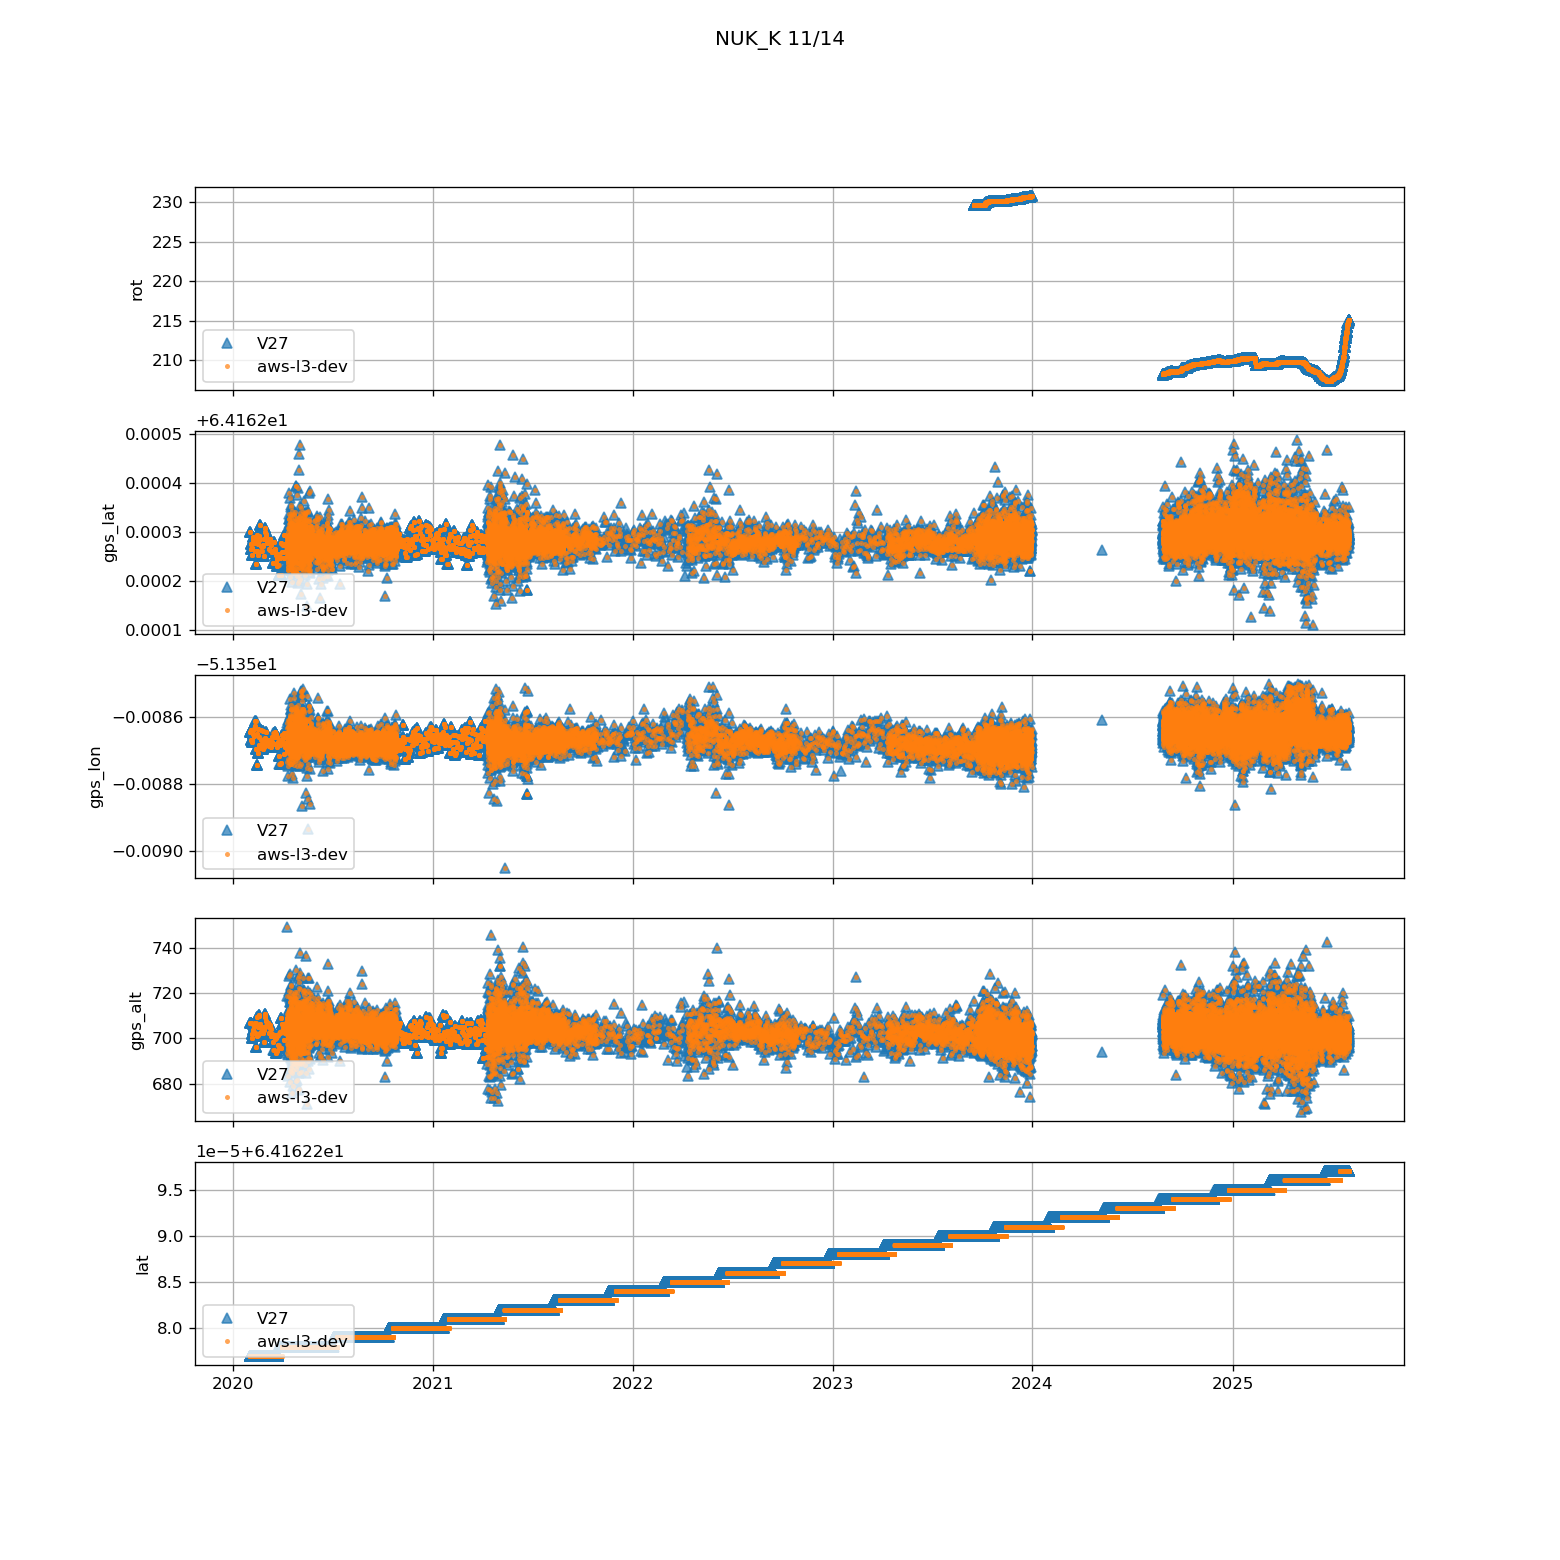 NUK_K 11/14
230
225
220
215
210
rot
V27
aws-l3-dev
+6.4162e1
0.0005
0.0004
0.0003
0.0002
0.0001
gps_lat
V27
aws-l3-dev
−5.135e1
−0.0086
−0.0088
−0.0090
gps_lon
V27
aws-l3-dev
740
720
700
680
gps_alt
V27
aws-l3-dev
1e−5+6.41622e1
9.5
9.0
8.5
8.0
lat
V27
aws-l3-dev
2020 2021 2022 2023 2024 2025